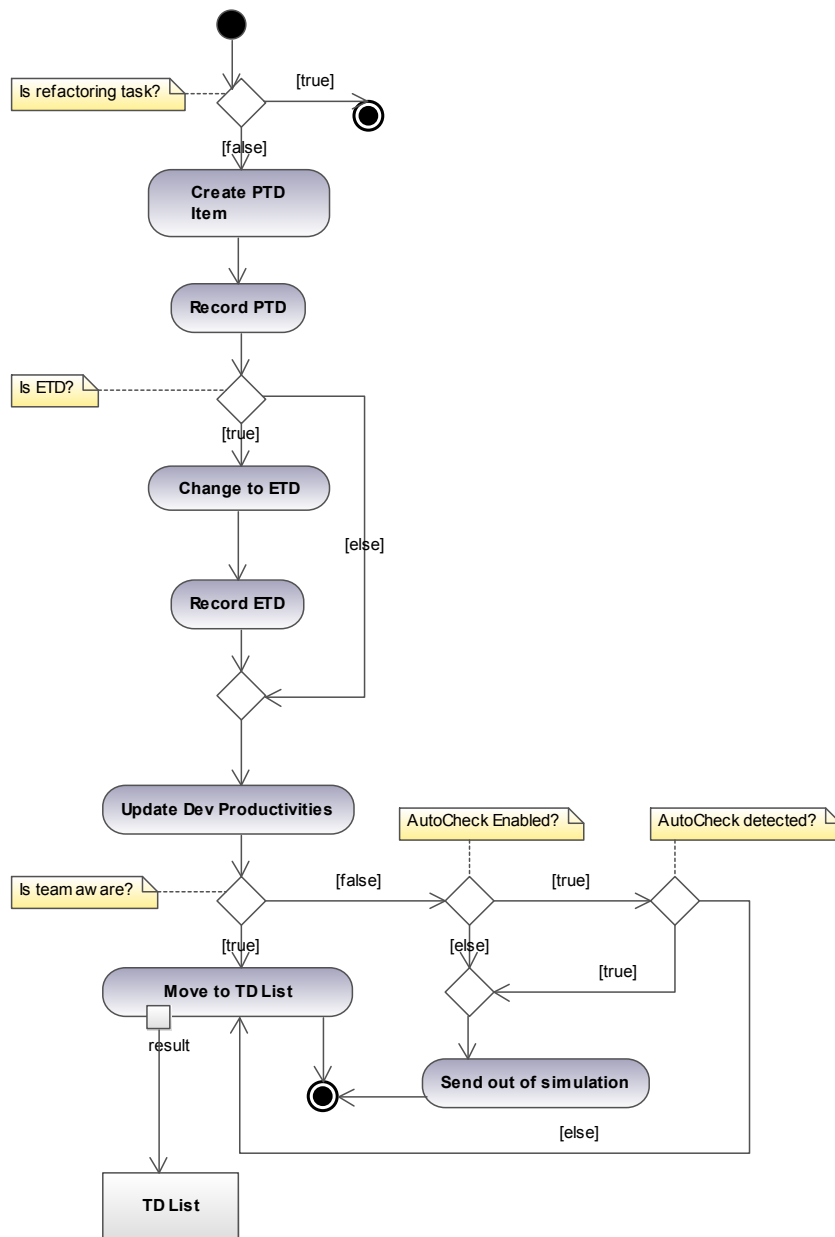 [true]
Is refactoring task?
[false]
Create PTD
Item
Record PTD
Is ETD?
[true]
Change to ETD
[else]
Record ETD
Update Dev Productivities
AutoCheck Enabled?
AutoCheck detected?
Is team aware?
[false]
[true]
[true]
[else]
[true]
Move to TD List
result
Send out of simulation
[else]
TD List